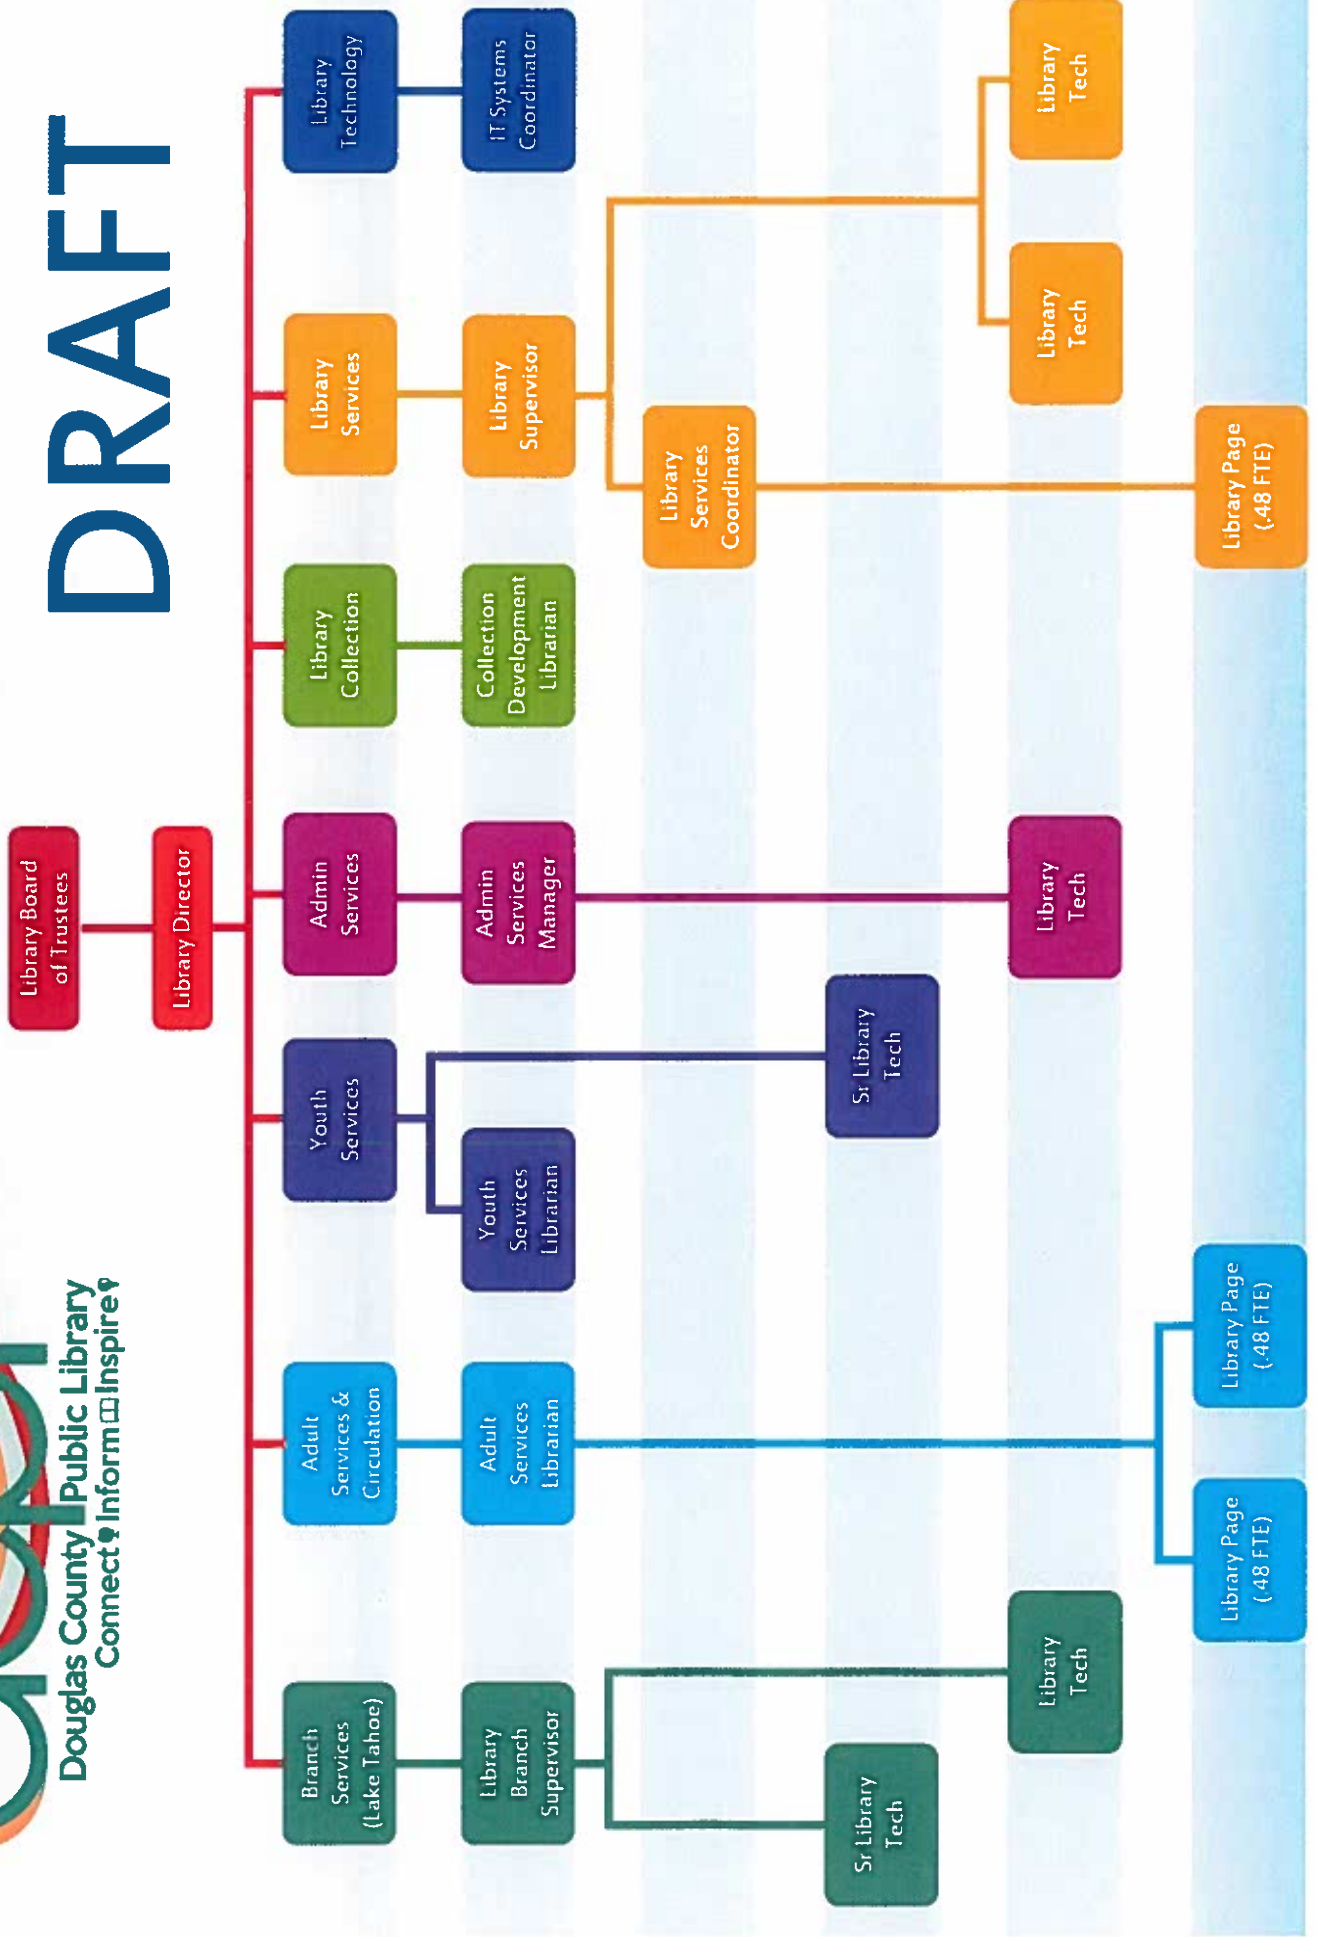 Douglas County Public Library
Connect Inform Inspire
DRAFT
Library Board
of Trustees
Library Director
Branch
Services
(Lake Tahoe)
Adult
Services &
Circulation
Youth
Services
Admin
Services
Library
Collection
Library
Services
Library
Technology
Library
Branch
Supervisor
Adult
Services
Librarian
Youth
Services
Librarian
Admin
Services
Manager
Collection
Development
Librarian
Library
Supervisor
IT Systems
Coordinator
Library
Services
Coordinator
Sr Library
Tech
Sr Library
Tech
Library
Tech
Library
Tech
Library
Tech
Library
Tech
Library Page
(.48 FTE)
Library Page
(.48 FTE)
Library Page
(.48 FTE)